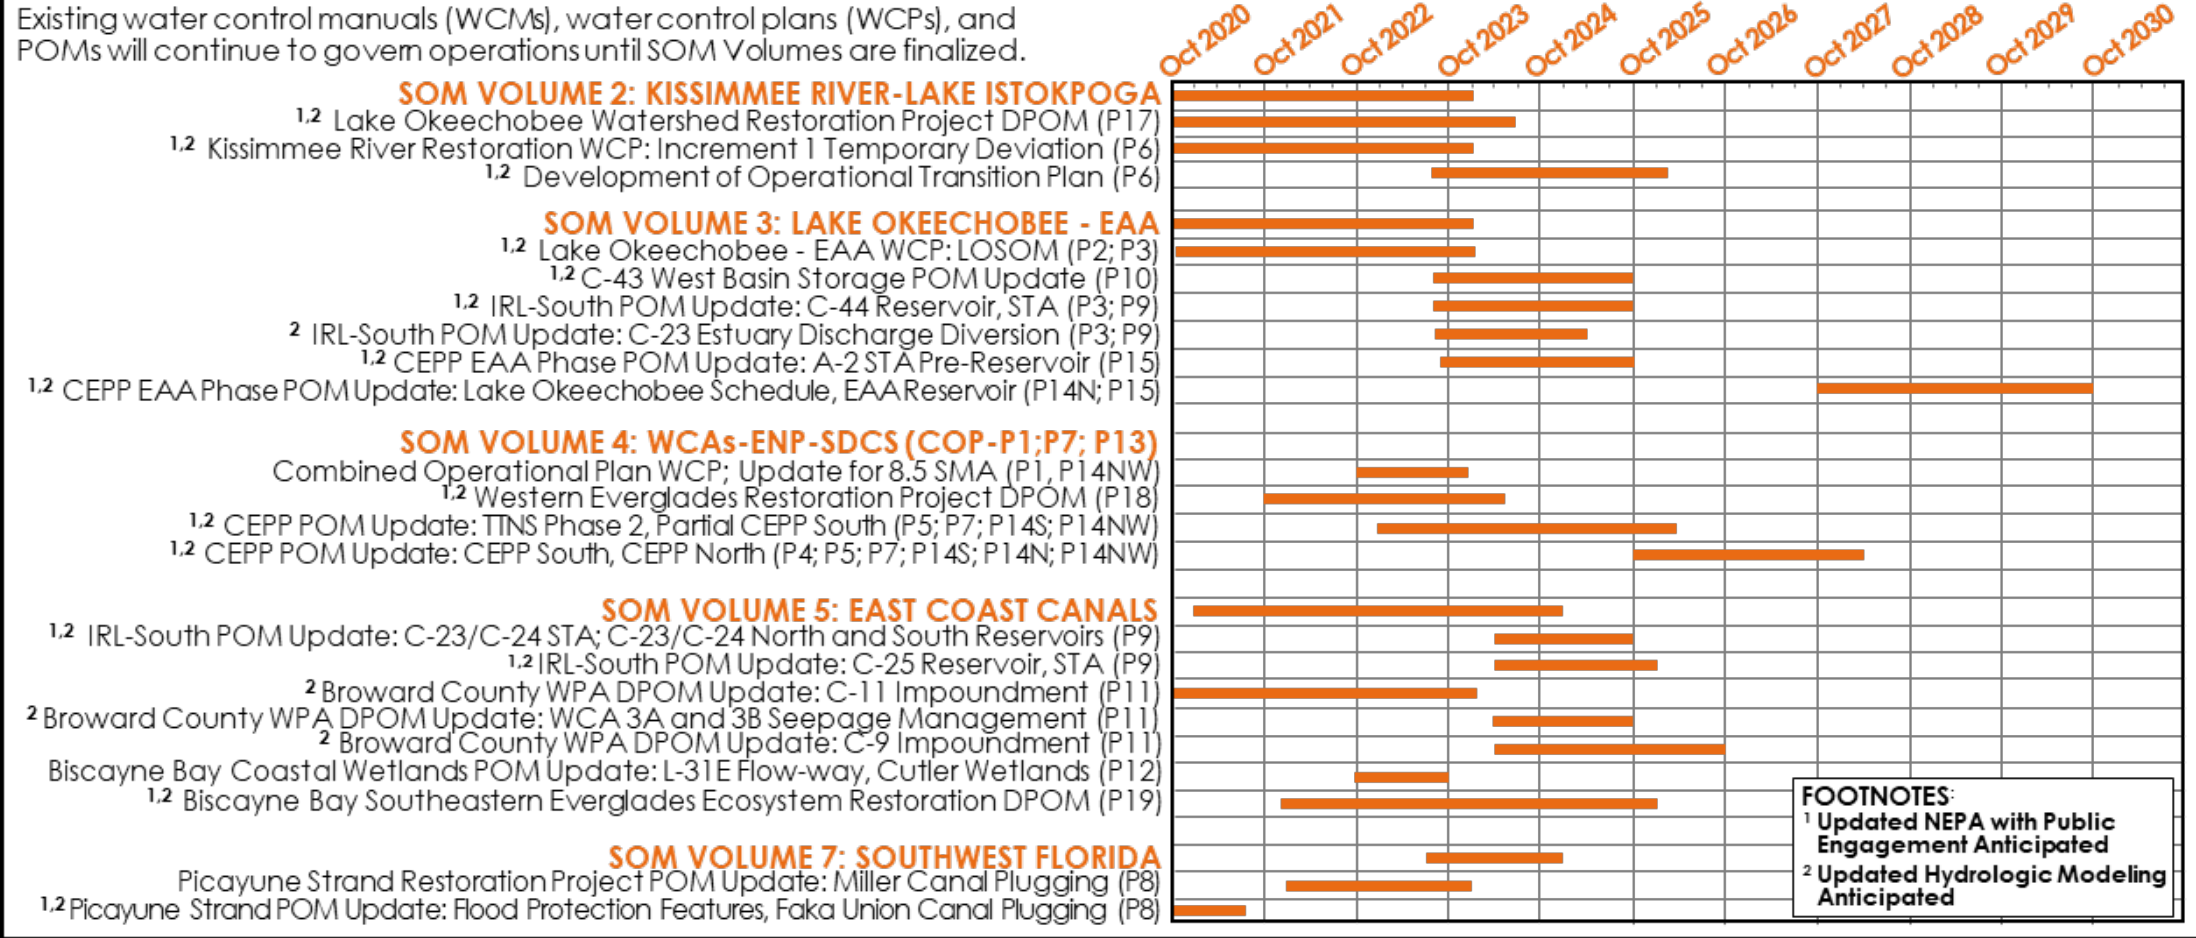 Existing water control manuals (WCMs), water control plans (WCPs), and
POMs will continue to govern operations until SOM Volumes are finalized.
Oct 2020
Oct 2021
Oct 2022
Oct 2023
Oct 2024
Oct 2025
Oct 2026
Oct 2027
Oct 2028
Oct 2029
Oct 2030
SOM VOLUME 2: KISSIMMEE RIVER-LAKE ISTOKPOGA
1,2 Lake Okeechobee Watershed Restoration Project DPOM (P17)
1,2 Kissimmee River Restoration WCP: Increment 1 Temporary Deviation (P6)
1,2 Development of Operational Transition Plan (P6)
SOM VOLUME 3: LAKE OKEECHOBEE - EAA
1,2 Lake Okeechobee - EAA WCP: LOSOM (P2; P3)
1,2 C-43 West Basin Storage POM Update (P10)
1,2 IRL-South POM Update: C-44 Reservoir, STA (P3; P9)
2 IRL-South POM Update: C-23 Estuary Discharge Diversion (P3; P9)
1,2 CEPP EAA Phase POM Update: A-2 STA Pre-Reservoir (P15)
1,2 CEPP EAA Phase POM Update: Lake Okeechobee Schedule, EAA Reservoir (P14N; P15)
SOM VOLUME 4: WCAs-ENP-SDCS (COP-P1;P7; P13)
Combined Operational Plan WCP; Update for 8.5 SMA (P1, P14NW)
1,2 Western Everglades Restoration Project DPOM (P18)
1,2 CEPP POM Update: TTNS Phase 2, Partial CEPP South (P5; P7; P14S; P14NW)
1,2 CEPP POM Update: CEPP South, CEPP North (P4; P5; P7; P14S; P14N; P14NW)
SOM VOLUME 5: EAST COAST CANALS
1,2 IRL-South POM Update: C-23/C-24 STA; C-23/C-24 North and South Reservoirs (P9)
1,2 IRL-South POM Update: C-25 Reservoir, STA (P9)
2 Broward County WPA DPOM Update: C-11 Impoundment (P11)
2 Broward County WPA DPOM Update: WCA 3A and 3B Seepage Management (P11)
2 Broward County WPA DPOM Update: C-9 Impoundment (P11)
Biscayne Bay Coastal Wetlands POM Update: L-31E Flow-way, Cutler Wetlands (P12)
1,2 Biscayne Bay Southeastern Everglades Ecosystem Restoration DPOM (P19)
SOM VOLUME 7: SOUTHWEST FLORIDA
Picayune Strand Restoration Project POM Update: Miller Canal Plugging (P8)
1,2 Picayune Strand POM Update: Flood Protection Features, Faka Union Canal Plugging (P8)
FOOTNOTES:
1 Updated NEPA with Public
Engagement Anticipated
2 Updated Hydrologic Modeling
Anticipated